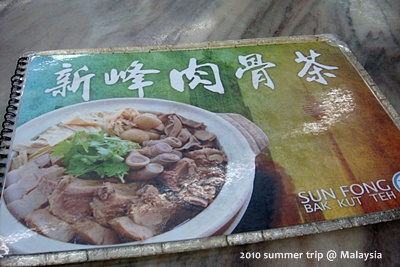 新峰肉骨茶
SUN FONG
BAK KUT TEH
2010 summer trip @ Malaysia